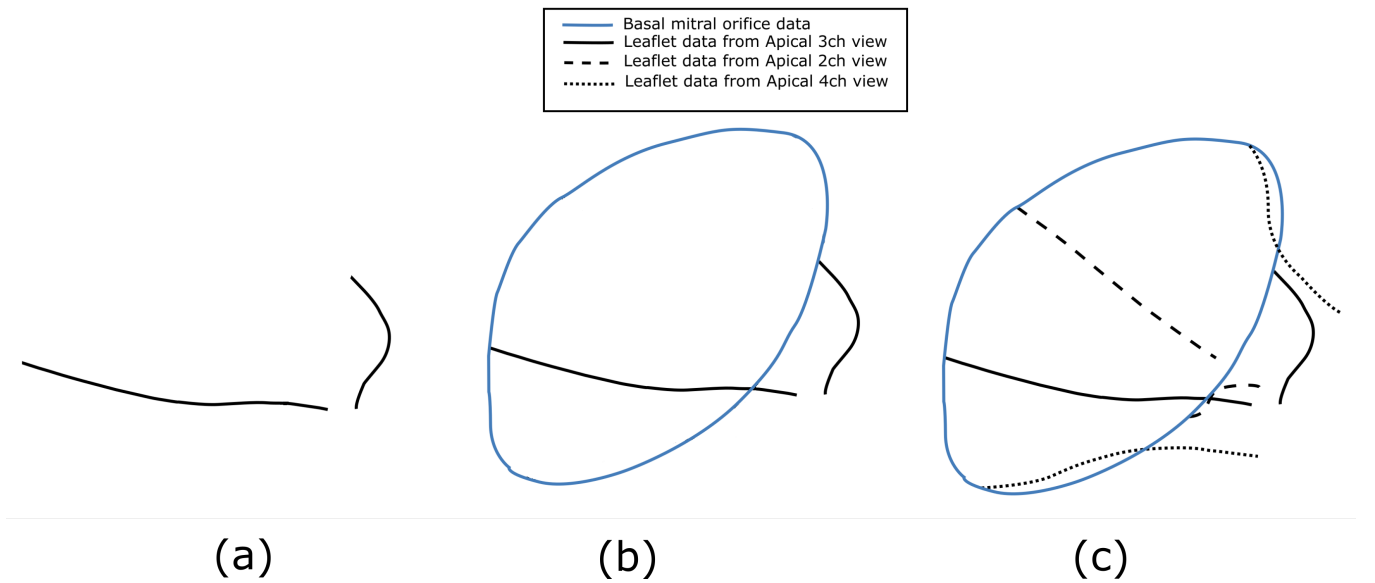 Basal mitral orifice data
Leaflet data from Apical 3ch view
Leaflet data from Apical 2ch view
Leaflet data from Apical 4ch view
(a)
(b)
(c)